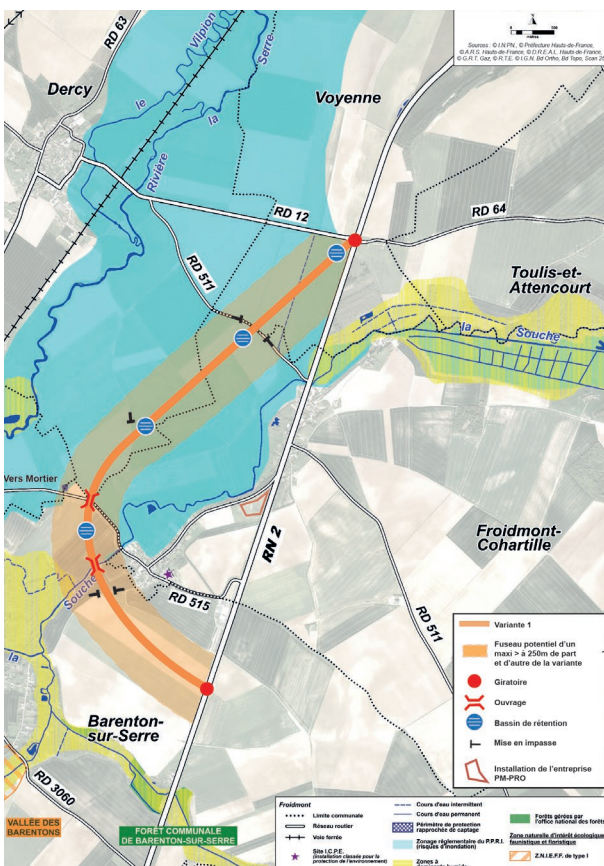 RD 63
Vilpion
le
Serre
la
Rivière
Dercy
Voyenne
mètres
Sources : © I.N.P.N., © Préfecture Hauts-de-France,
© A.R.S. Hauts-de-France, © D.R.E.A.L. Hauts-de-France,
© G.R.T. Gaz, © R.T.E. © I.G.N. Bd Ortho, Bd Topo, Scan 25
RD 12
RD 64
RD 511
Toulis-et-
Attencourt
la
Souche
Vers Mortier
RN 2
Froidmont-
Cohartille
Souche
la
RD 515
RD 511
Barenton-
sur-Serre
RD 3060
VALLÉE DES
BARENTONS
FORÊT COMMUNALE
DE BARENTON-SUR-SERRE
Variante 1
Fuseau potentiel d'un
maxi > à 250m de part
et d'autre de la variante
Giratoire
Ouvrage
Bassin de rétention
Mise en impasse
Installation de l'entreprise
PM-PRO
Froidmont
Limite communale
Réseau routier
Voie ferrée
Site I.C.P.E.
(installation classée pour la
protection de l'environnement)
Cours d'eau intermittent
Cours d'eau permanent
Périmètre de protection
rapprochée de captage
Zonage réglementaire du P.P.R.I.
(risques d'inondation)
Zones à
Forêts gérées par
l'office national des forêts
Zone naturelle d'intérêt écologique
faunistique et floristique
Z.N.I.E.F.F. de type I